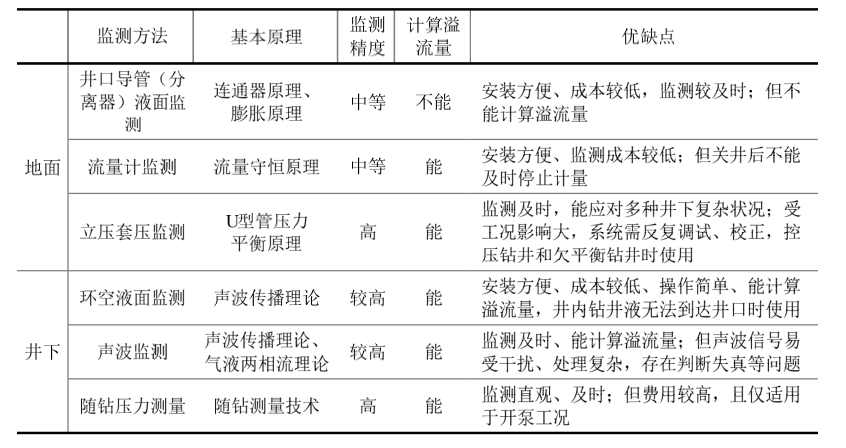 监测方法 基本原理 监测精度 计算溢流量 优缺点
地面
井口导管（分
离器）液面监
测
连通器原理、
膨胀原理
中等
不能
安装方便、成本较低，监测较及时；但不
能计算溢流量
流量计监测
流量守恒原理
中等
能
安装方便、监测成本较低；但关井后不能
及时停止计量
立压套压监测
U型管压力
平衡原理
高
能
监测及时，能应对多种井下复杂状况；受
工况影响大，系统需反复调试、校正，控
压钻井和欠平衡钻井时使用
井下
环空液面监测
声波传播理论
较高
能
安装方便、成本较低、操作简单、能计算
溢流量，井内钻井液无法到达井口时使用
声波监测
声波传播理论、
气液两相流理论
较高
能
监测及时、能计算溢流量；但声波信号易
受干扰、处理复杂，存在判断失真等问题
随钻压力测量
随钻测量技术
高
能
监测直观、及时；但费用较高，且仅适用
于开泵工况